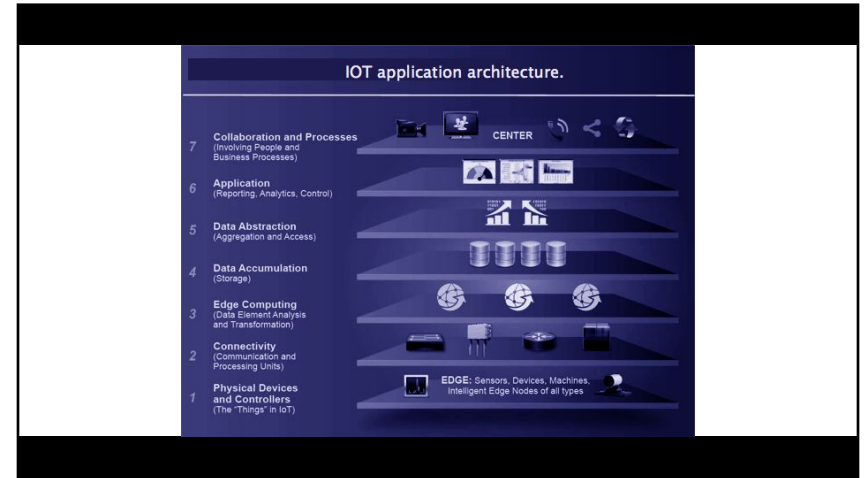 IOT application architecture.
7
Collaboration and Processes
(Involving People and
Business Processes)
CENTER
6
Application
(Reporting, Analytics, Control)
5
Data Abstraction
(Aggregation and Access)
4
Data Accumulation
(Storage)
3
Edge Computing
(Data Element Analysis
and Transformation)
2
Connectivity
(Communication and
Processing Units)
1
Physical Devices
and Controllers
(The "Things" in IoT)
EDGE: Sensors, Devices, Machines,
Intelligent Edge Nodes of all types